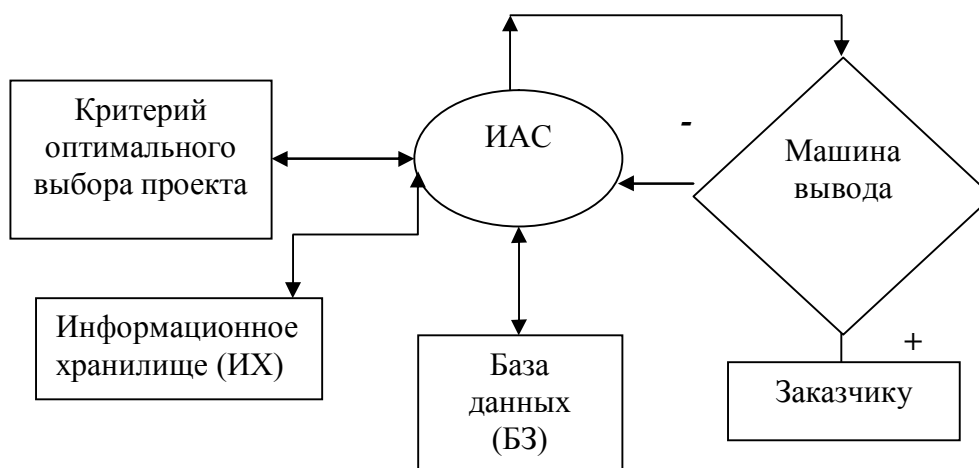 Критерий
оптимального
выбора проекта
ИАС
-
Машина
вывода
Информационное
хранилище (ИХ)
База
данных
(БЗ)
+
Заказчику